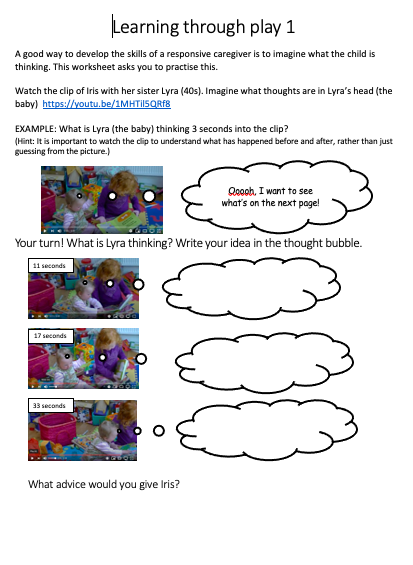 Learning through play 1
A good way to develop the skills of a responsive caregiver is to imagine what the child is
thinking. This worksheet asks you to practise this.
Watch the clip of Iris with her sister Lyra (40s). Imagine what thoughts are in Lyra's head (the
baby) https://youtu.be/1MHTil5QRf8
EXAMPLE: What is Lyra (the baby) thinking 3 seconds into the clip?
(Hint: It is important to watch the clip to understand what has happened before and after, rather than just
guessing from the picture.)
Ooooh, I want to see
what's on the next page!
Your turn! What is Lyra thinking? Write your idea in the thought bubble.
11 seconds
17 seconds
33 seconds
What advice would you give Iris?